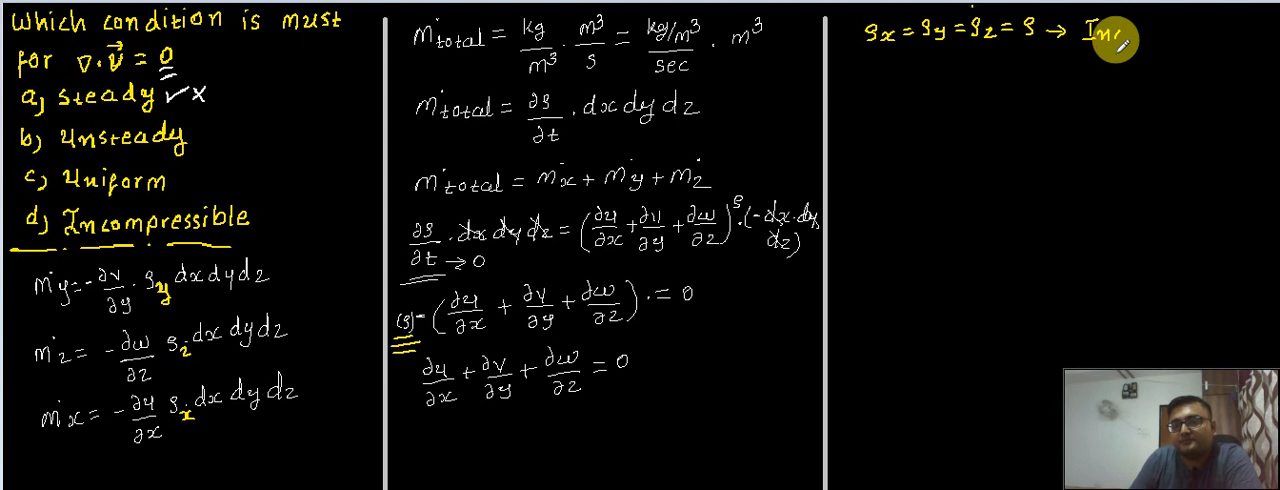 Which condition is must
for ∇·v⃗ = 0
a) steady ✓ x
b) Unsteady
c) Uniform
d) Incompressible
ṁy = -∂v/∂y · ρy dx dy dz
ṁz = -∂w/∂z ρz dx dy dz
ṁx = -∂u/∂x ρx dx dy dz
ṁtotal = kg/m³ · m³/s = kg/m³/sec · m³
ṁtotal = ∂ρ/∂t · dx dy dz
ṁtotal = ṁx + ṁy + ṁz
∂ρ/∂t · dx dy dz = (∂u/∂x + ∂v/∂y + ∂w/∂z) ρ · (-dx·dy dz)
→ 0
(ρ) - (∂u/∂x + ∂v/∂y + ∂w/∂z) · = 0
∂u/∂x + ∂v/∂y + ∂w/∂z = 0
ρx = ρy = ρz = ρ → Inc